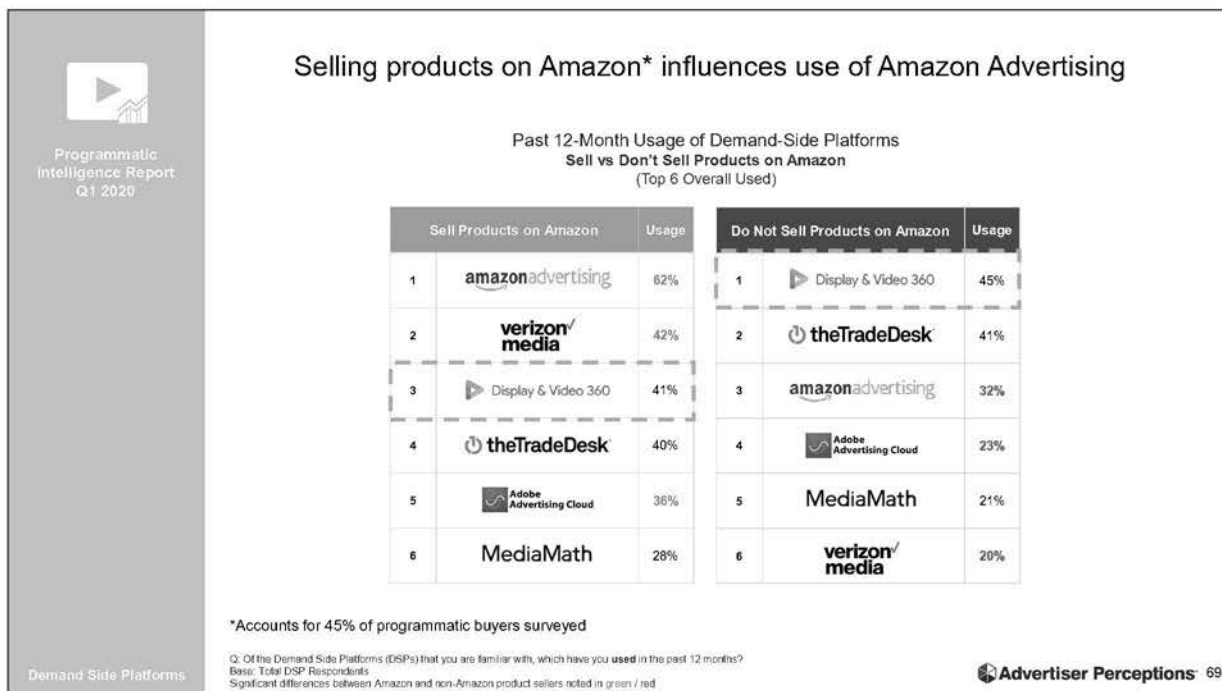 Programmatic
Intelligence Report
Q1 2020
Selling products on Amazon* influences use of Amazon Advertising
Past 12-Month Usage of Demand-Side Platforms
Sell vs Don't Sell Products on Amazon
(Top 6 Overall Used)
Sell Products on Amazon Usage
1 amazonadvertising 62%
2 verizon✓ media 42%
3 Display & Video 360 41%
4 theTradeDesk 40%
5 Adobe Advertising Cloud 36%
6 MediaMath 28%
Do Not Sell Products on Amazon Usage
1 Display & Video 360 45%
2 theTradeDesk 41%
3 amazonadvertising 32%
4 Adobe Advertising Cloud 23%
5 MediaMath 21%
6 verizon✓ media 20%
*Accounts for 45% of programmatic buyers surveyed
Q: Of the Demand Side Platforms (DSPs) that you are familiar with, which have you used in the past 12 months?
Base: Total DSP Respondents
Significant differences between Amazon and non-Amazon product sellers noted in green / red
Demand Side Platforms
Advertiser Perceptions 69